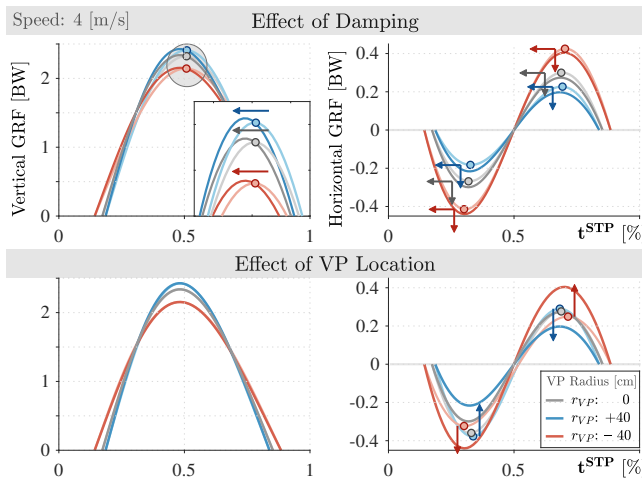 Speed: 4 [m/s]
Effect of Damping
Vertical GRF [BW]
2
1
0
0
0.5
1
Horizontal GRF [BW]
0.4
0.2
0
-0.2
-0.4
0
0.5
t^STP [%
Effect of VP Location
2
1
0
0
0.5
1
0.4
0.2
0
-0.2
-0.4
0
0.5
t^STP [%
VP Radius [cm]
r_VP: 0
r_VP: +40
r_VP: − 40